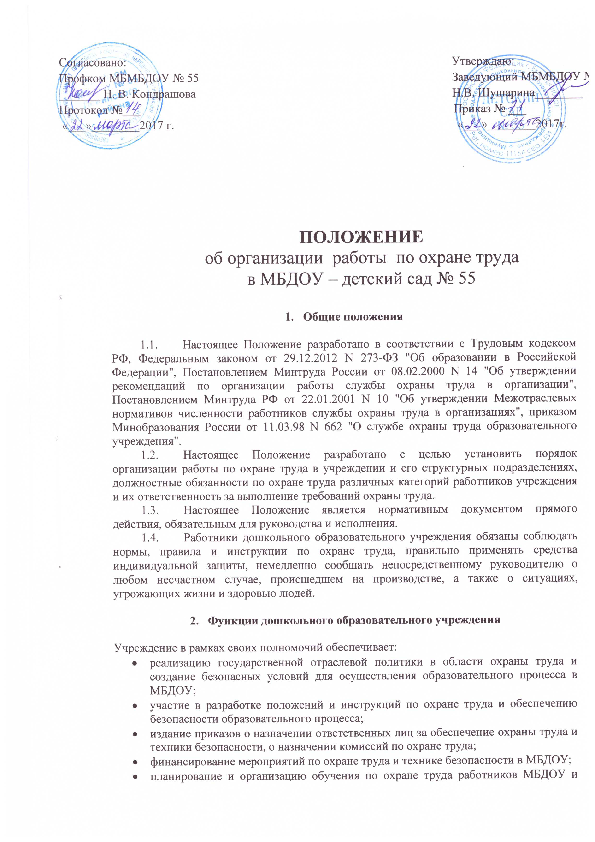 Согласовано:
Профком МБМБДОУ № 55
Н. В. Кондрашова
Протокол № 14
« 22 » марта 2017 г.
Утверждаю:
Заведующий МБМБДОУ №
Н.В. Шушарина
Приказ №
« 22 » марта 2017г.
ПОЛОЖЕНИЕ
об организации работы по охране труда
в МБДОУ – детский сад № 55
1. Общие положения
1.1. Настоящее Положение разработано в соответствии с Трудовым кодексом
РФ, Федеральным законом от 29.12.2012 N 273-ФЗ "Об образовании в Российской
Федерации", Постановлением Минтруда России от 08.02.2000 N 14 "Об утверждении
рекомендаций по организации работы службы охраны труда в организации",
Постановлением Минтруда РФ от 22.01.2001 N 10 "Об утверждении Межотраслевых
нормативов численности работников службы охраны труда в организациях", приказом
Минобразования России от 11.03.98 N 662 "О службе охраны труда образовательного
учреждения".
1.2. Настоящее Положение разработано с целью установить порядок
организации работы по охране труда в учреждении и его структурных подразделениях,
должностные обязанности по охране труда различных категорий работников учреждения
и их ответственность за выполнение требований охраны труда.
1.3. Настоящее Положение является нормативным документом прямого
действия, обязательным для руководства и исполнения.
1.4. Работники дошкольного образовательного учреждения обязаны соблюдать
нормы, правила и инструкции по охране труда, правильно применять средства
индивидуальной защиты, немедленно сообщать непосредственному руководителю о
любом несчастном случае, происшедшем на производстве, а также о ситуациях,
угрожающих жизни и здоровью людей.
2. Функции дошкольного образовательного учреждения
Учреждение в рамках своих полномочий обеспечивает:
• реализацию государственной отраслевой политики в области охраны труда и
создание безопасных условий для осуществления образовательного процесса в
МБДОУ;
• участие в разработке положений и инструкций по охране труда и обеспечению
безопасности образовательного процесса;
• издание приказов о назначении ответственных лиц за обеспечение охраны труда и
техники безопасности, о назначении комиссий по охране труда;
• финансирование мероприятий по охране труда и технике безопасности в МБДОУ;
• планирование и организацию обучения по охране труда работников МБДОУ и